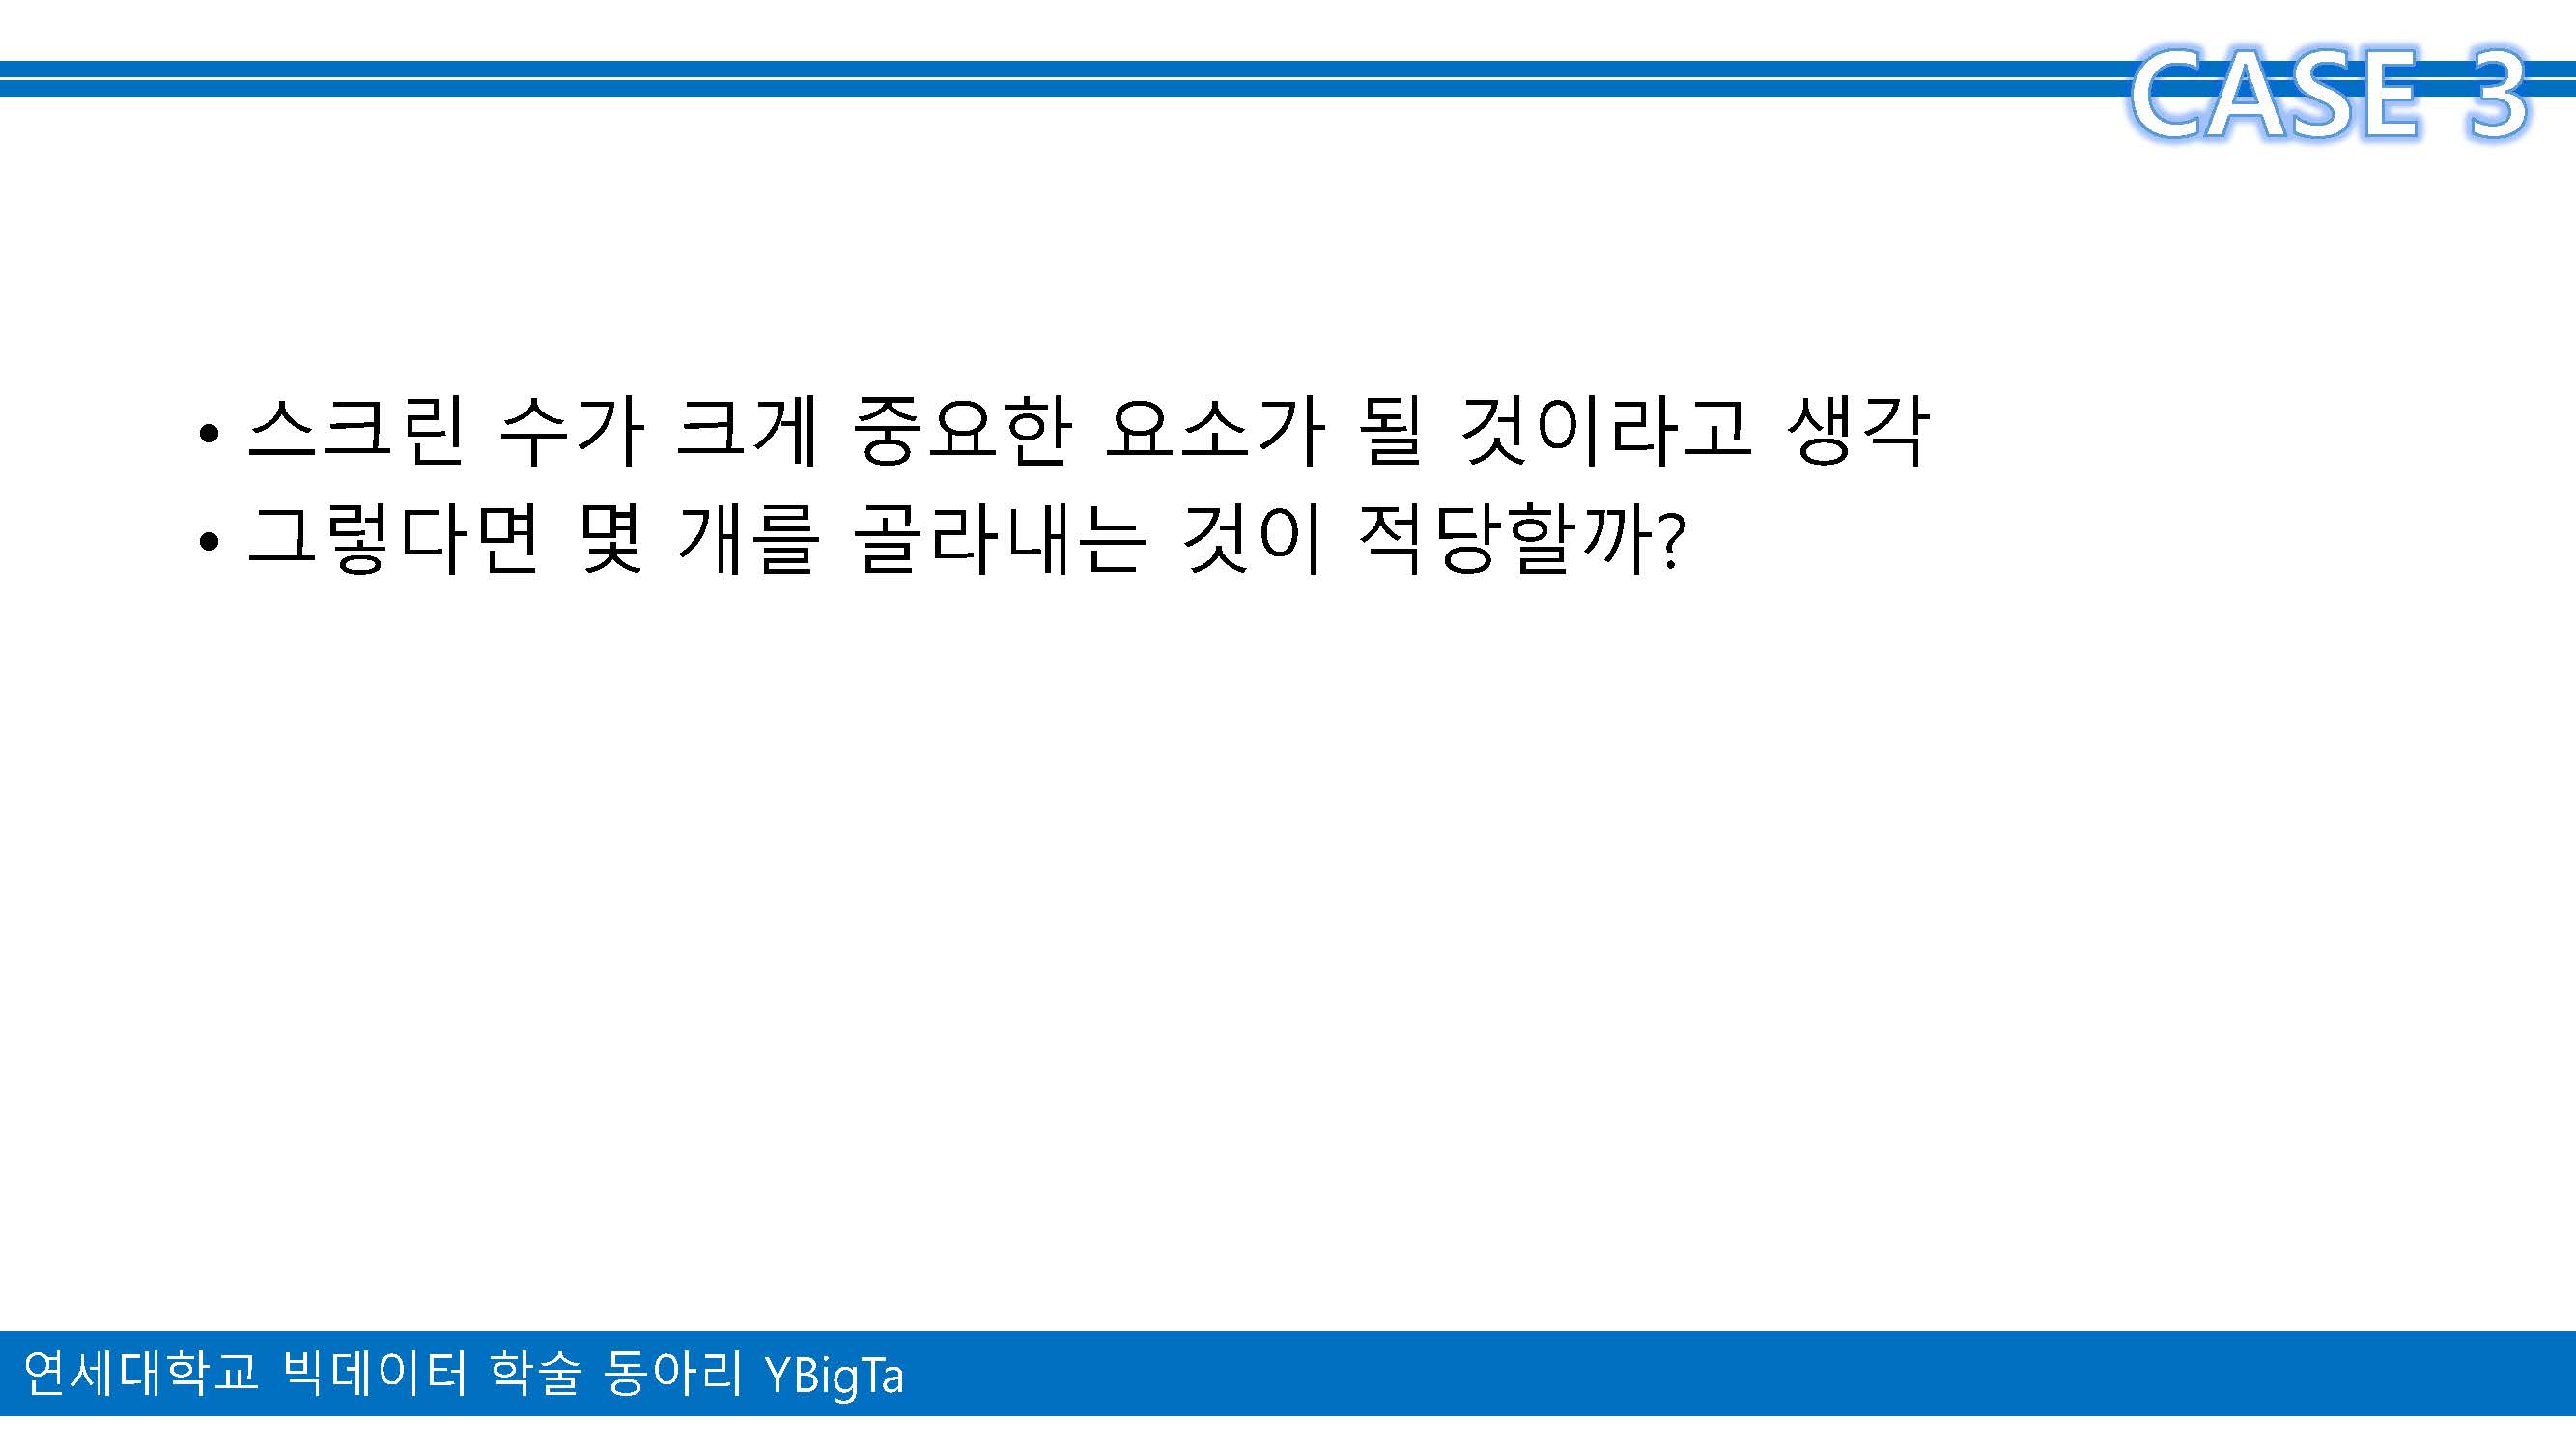 CASE 3
• 스크린 수가 크게 중요한 요소가 될 것이라고 생각
• 그렇다면 몇 개를 골라내는 것이 적당할까?
연세대학교 빅데이터 학술 동아리 YBigTa